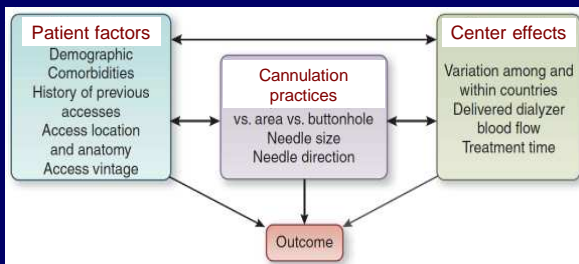 Patient factors
Demographic
Comorbidities
History of previous
accesses
Access location
and anatomy
Access vintage
Cannulation
practices
vs. area vs. buttonhole
Needle size
Needle direction
Center effects
Variation among and
within countries
Delivered dialyzer
blood flow
Treatment time
Outcome